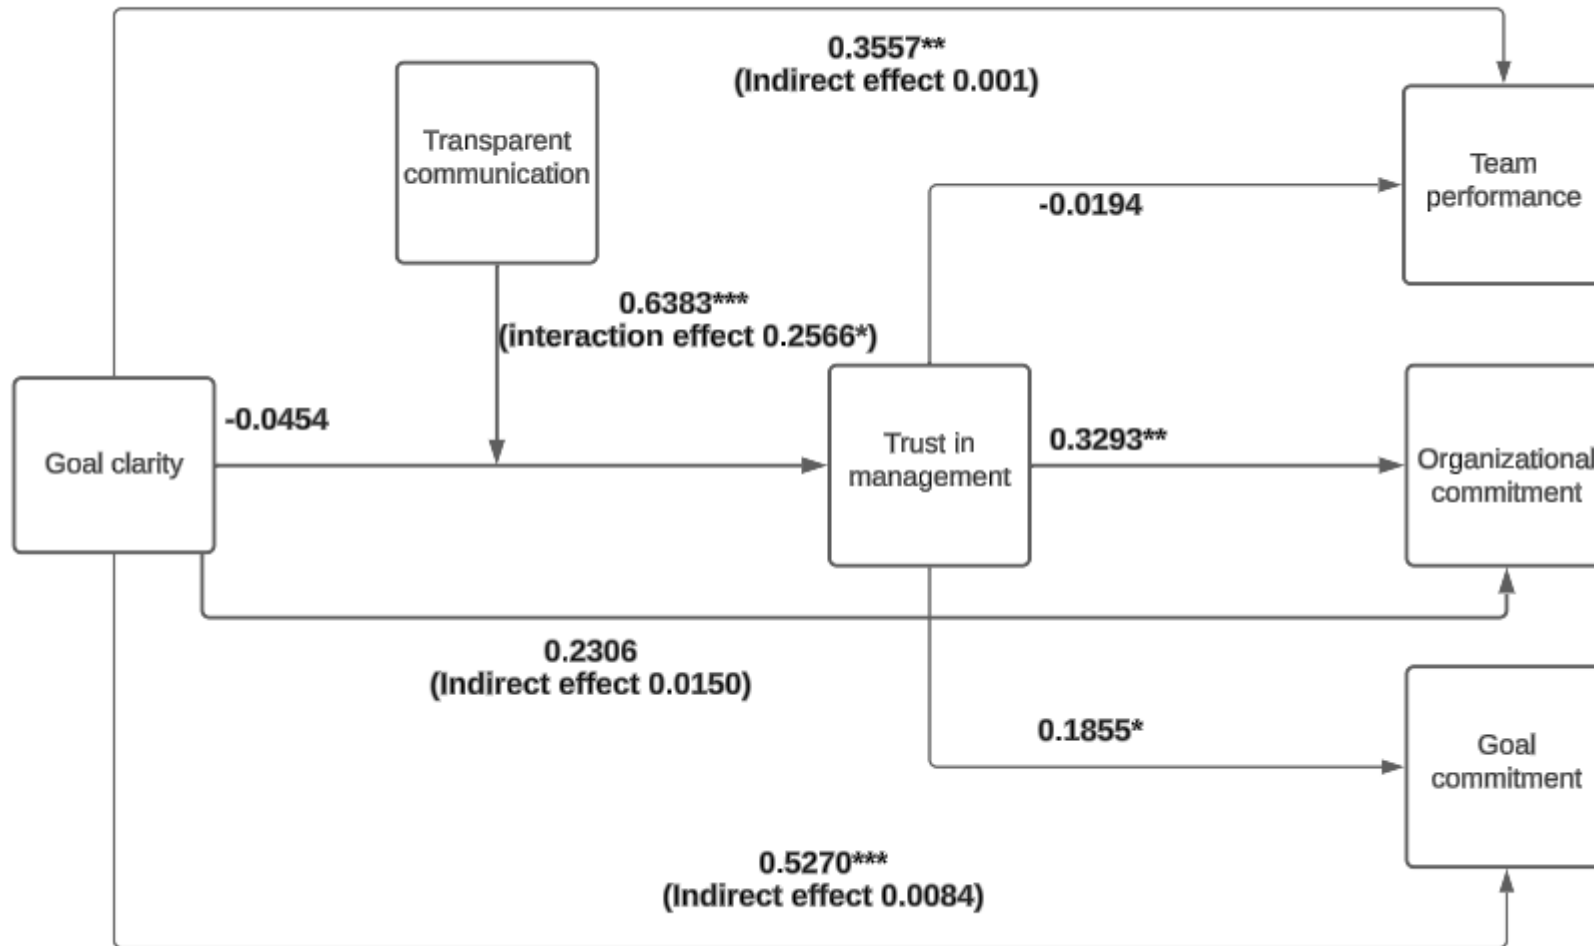 0.3557**
(Indirect effect 0.001)
Transparent
communication
Team
performance
-0.0194
0.6383***
(interaction effect 0.2566*)
Goal clarity
-0.0454
Trust in
management
0.3293**
Organizational
commitment
0.2306
(Indirect effect 0.0150)
0.1855*
Goal
commitment
0.5270***
(Indirect effect 0.0084)